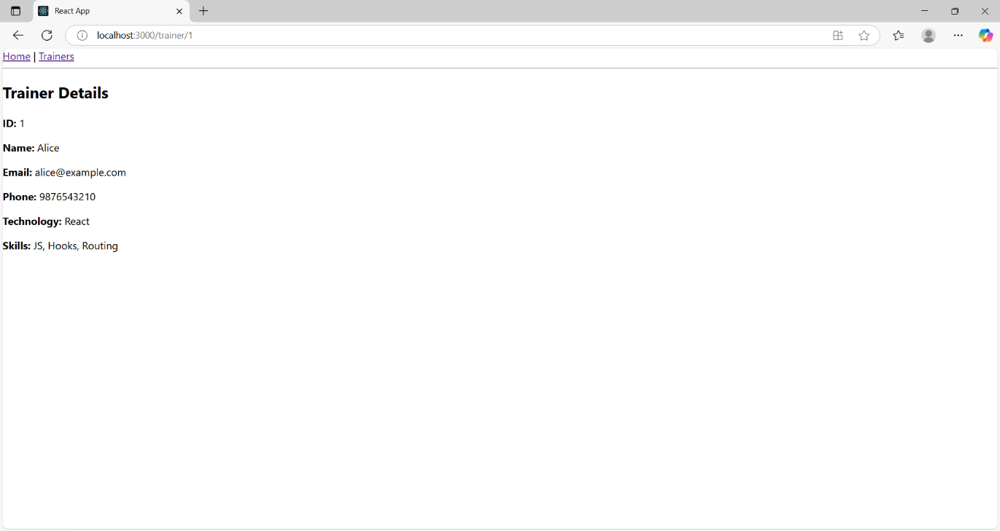 React App
localhost:3000/trainer/1
Home | Trainers
Trainer Details
ID: 1
Name: Alice
Email: alice@example.com
Phone: 9876543210
Technology: React
Skills: JS, Hooks, Routing